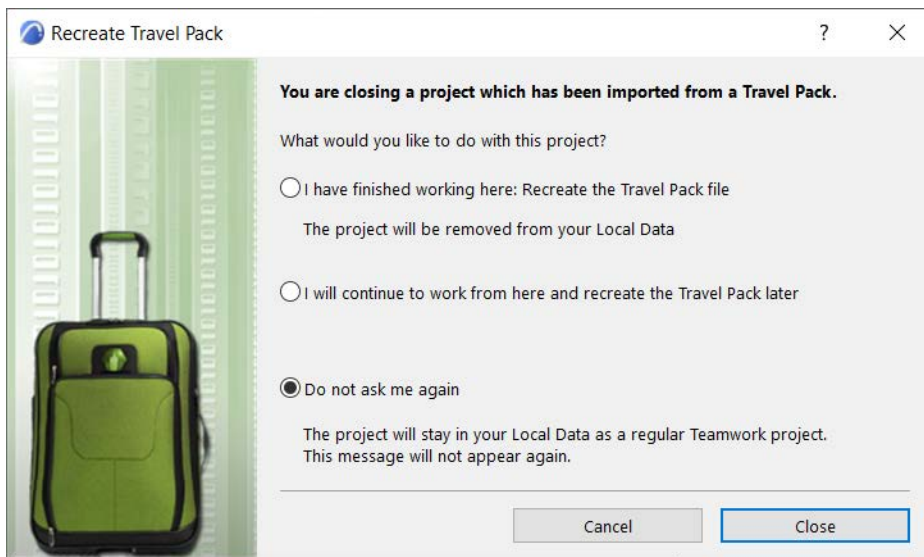 Recreate Travel Pack
?
You are closing a project which has been imported from a Travel Pack.
What would you like to do with this project?
I have finished working here: Recreate the Travel Pack file
The project will be removed from your Local Data
I will continue to work from here and recreate the Travel Pack later
Do not ask me again
The project will stay in your Local Data as a regular Teamwork project.
This message will not appear again.
Cancel Close